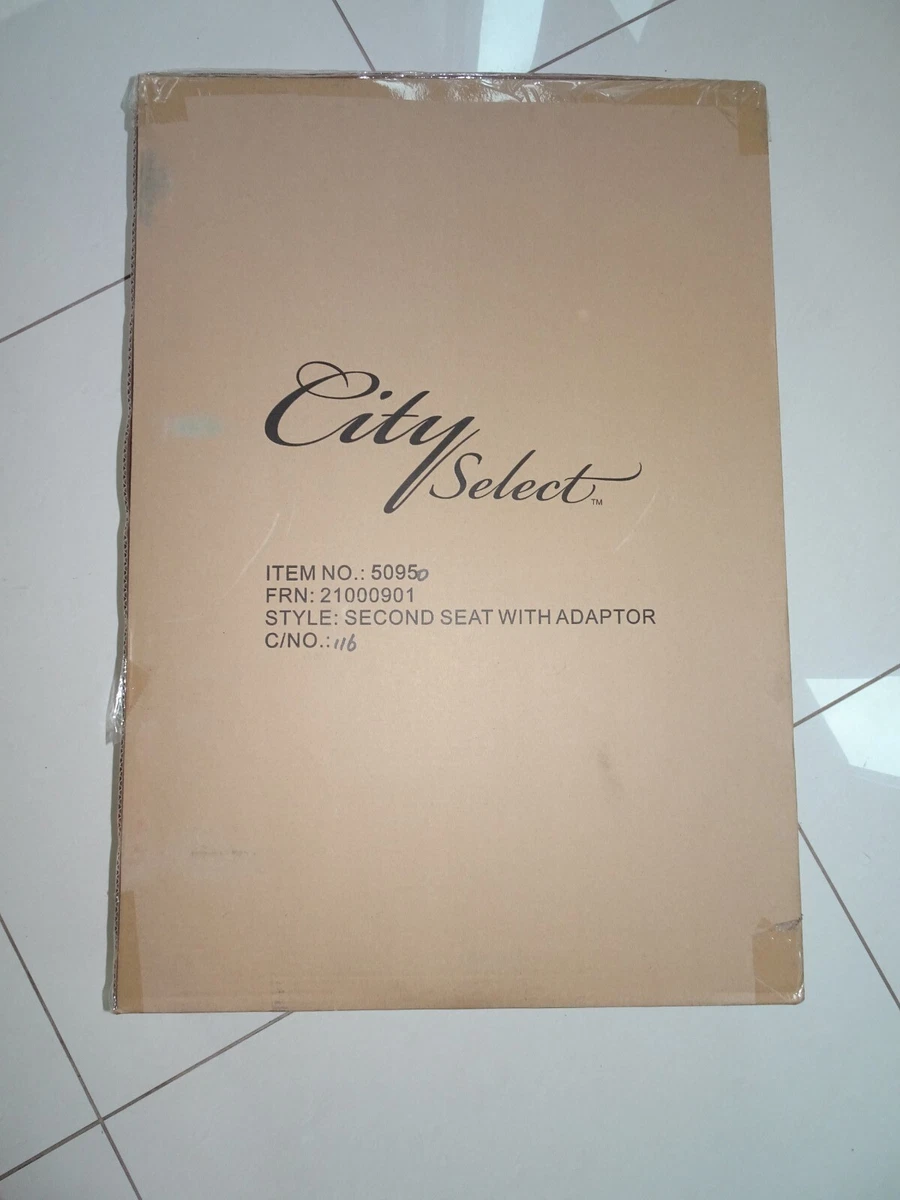 City
Select™
ITEM NO.: 50950
FRN: 21000901
STYLE: SECOND SEAT WITH ADAPTOR
C/NO.: 116